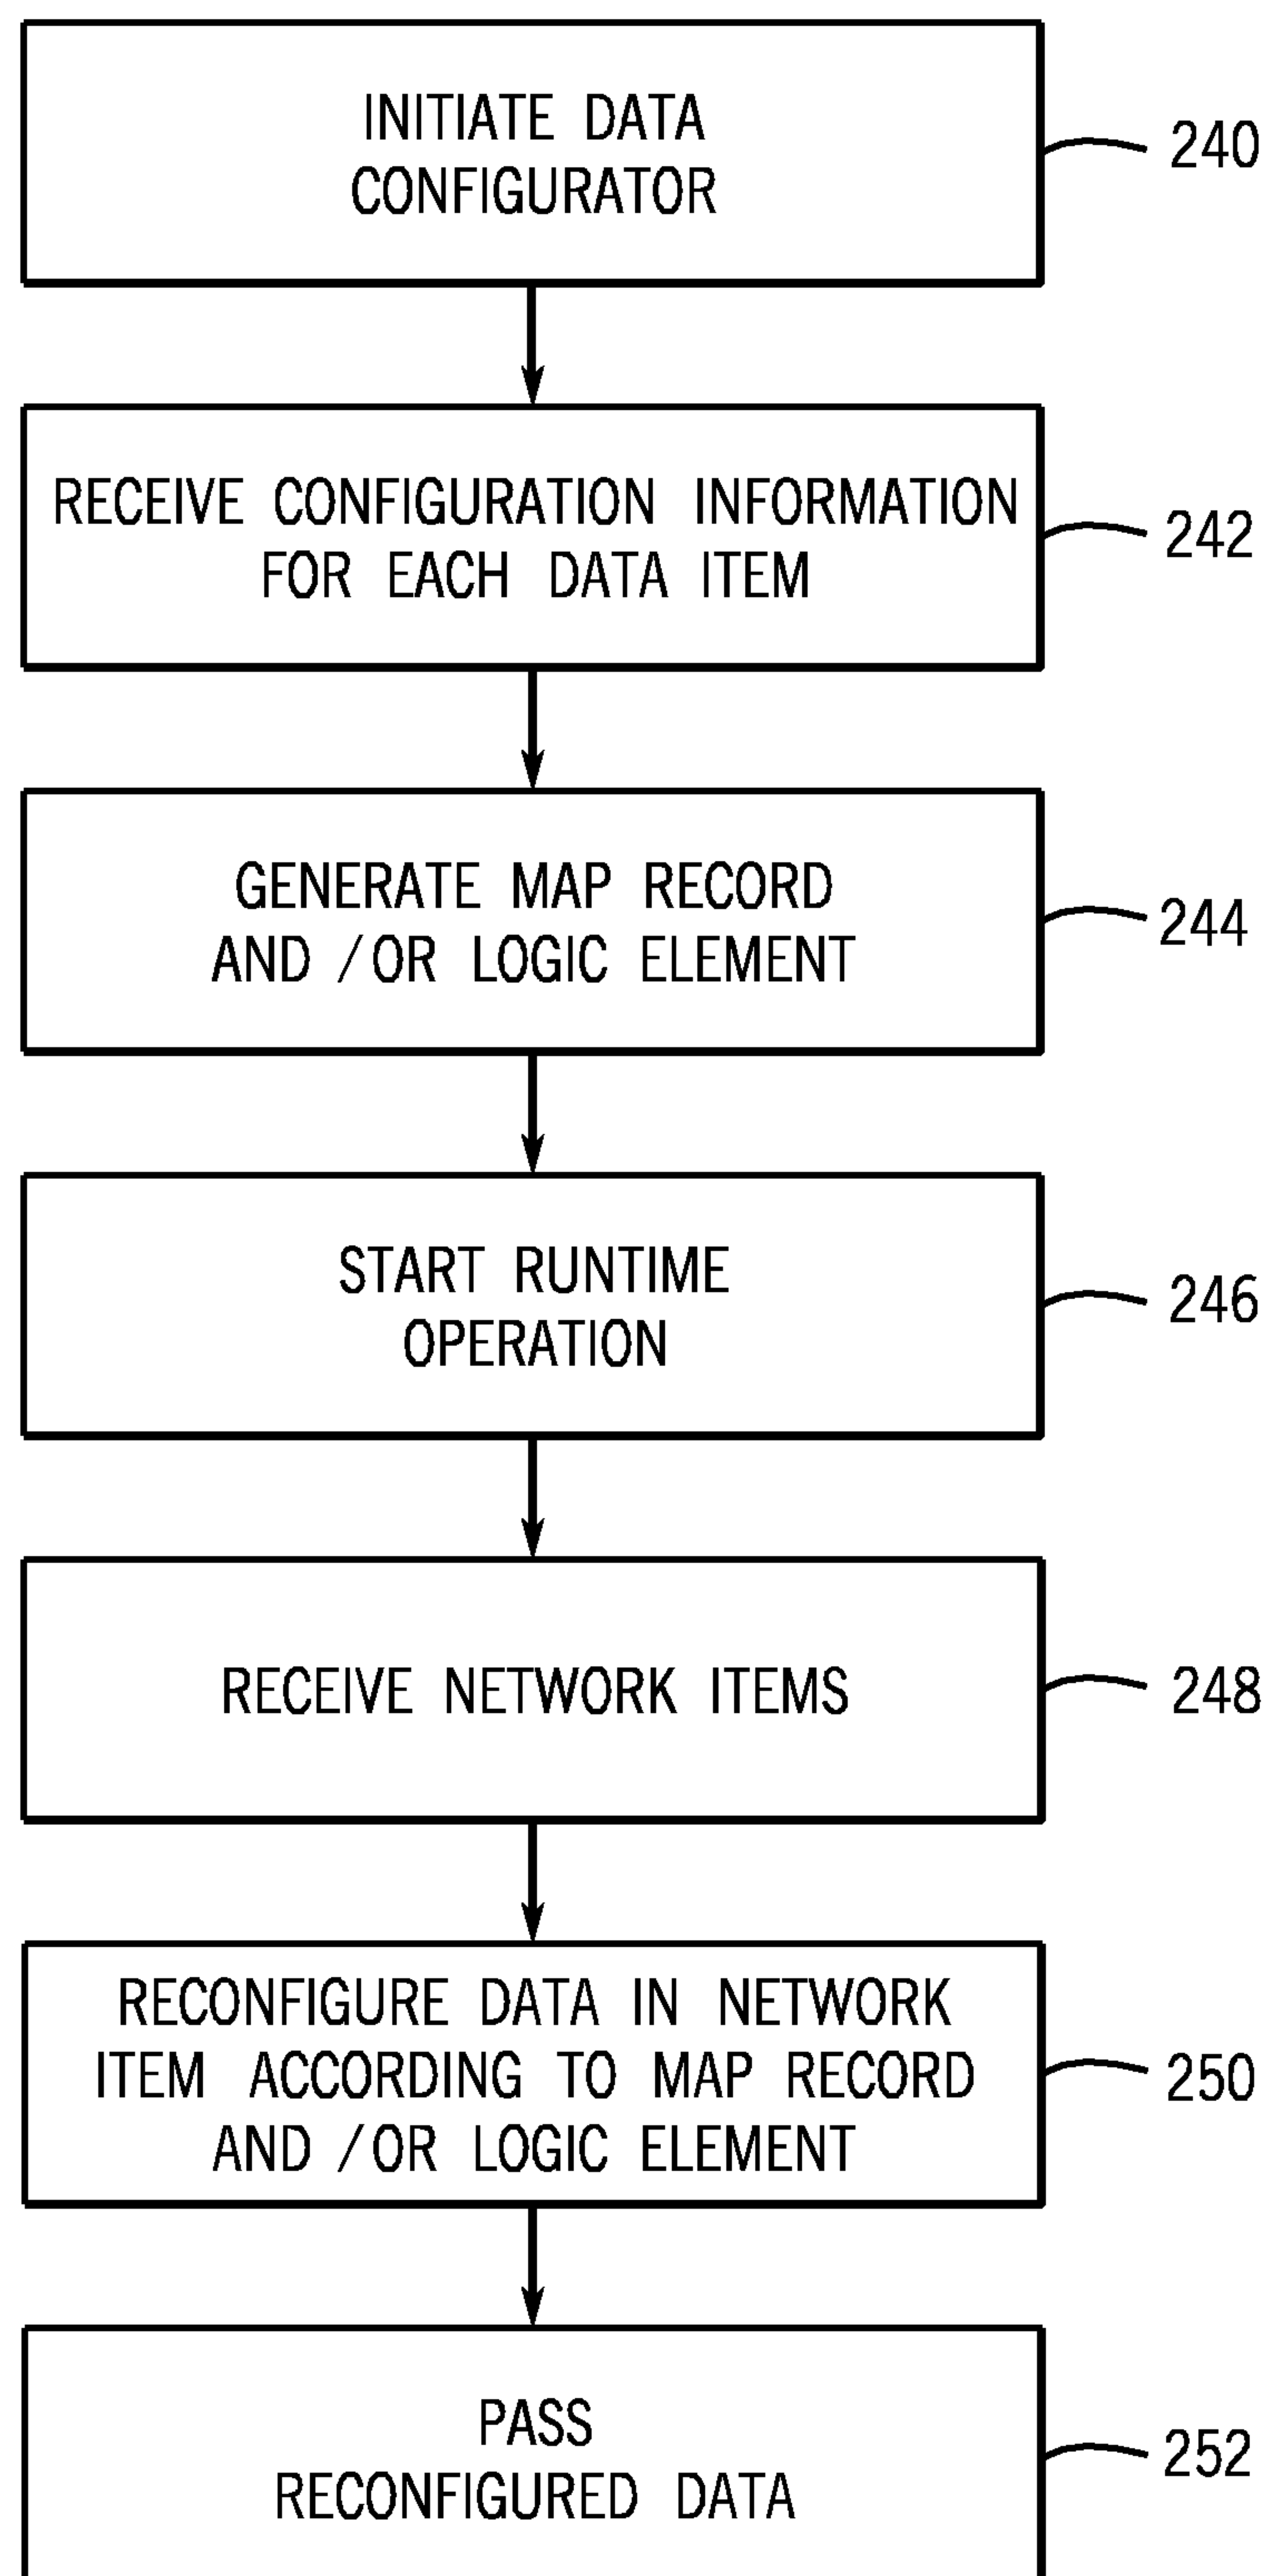 INITIATE DATA
CONFIGURATOR
240
RECEIVE CONFIGURATION INFORMATION
FOR EACH DATA ITEM
242
GENERATE MAP RECORD
AND /OR LOGIC ELEMENT
244
START RUNTIME
OPERATION
246
RECEIVE NETWORK ITEMS
248
RECONFIGURE DATA IN NETWORK
ITEM ACCORDING TO MAP RECORD
AND /OR LOGIC ELEMENT
250
PASS
RECONFIGURED DATA
252